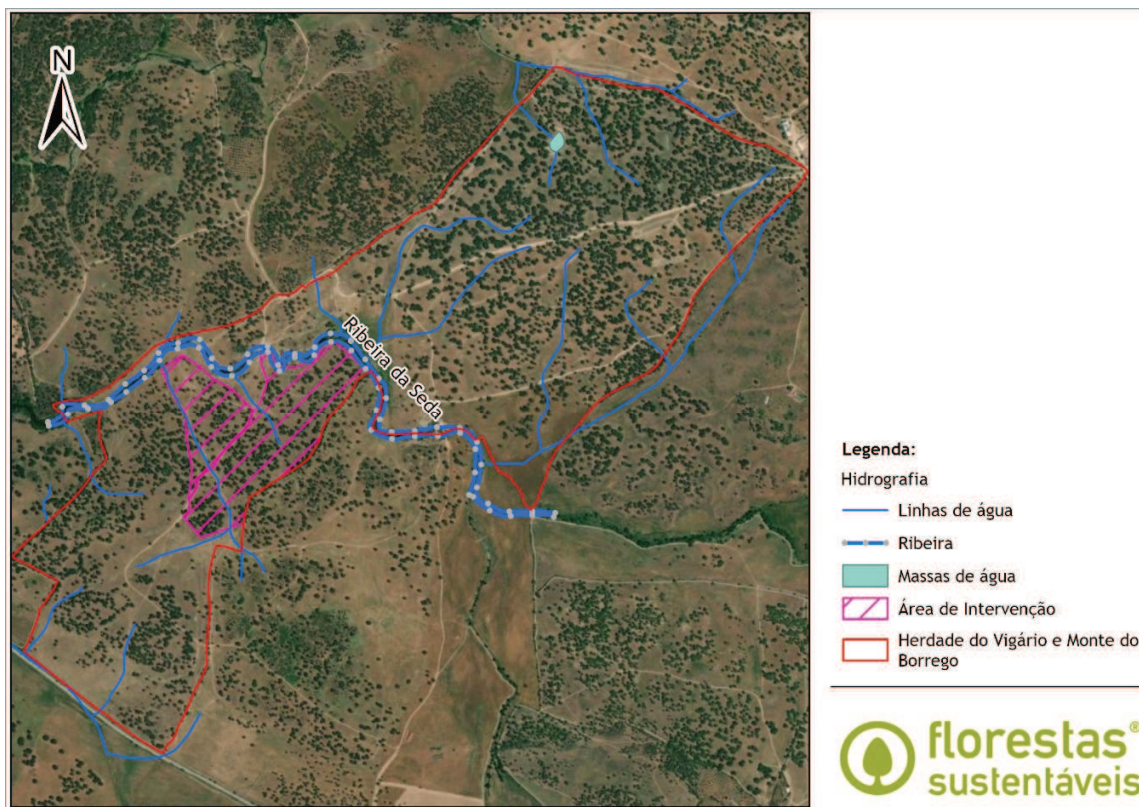 N
Ribeira da Seda
Legenda:
Hidrografia
Linhas de água
Ribeira
Massas de água
Área de Intervenção
Herdade do Vigário e Monte do
Borrego
florestas®
sustentáveis